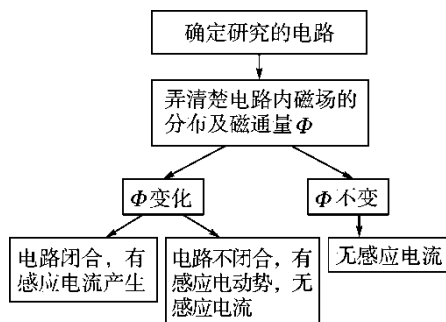 确定研究的电路
弄清楚电路内磁场的
分布及磁通量Φ
Φ变化
Φ不变
电路闭合，有
感应电流产生
电路不闭合，有
感应电动势，无
感应电流
无感应电流